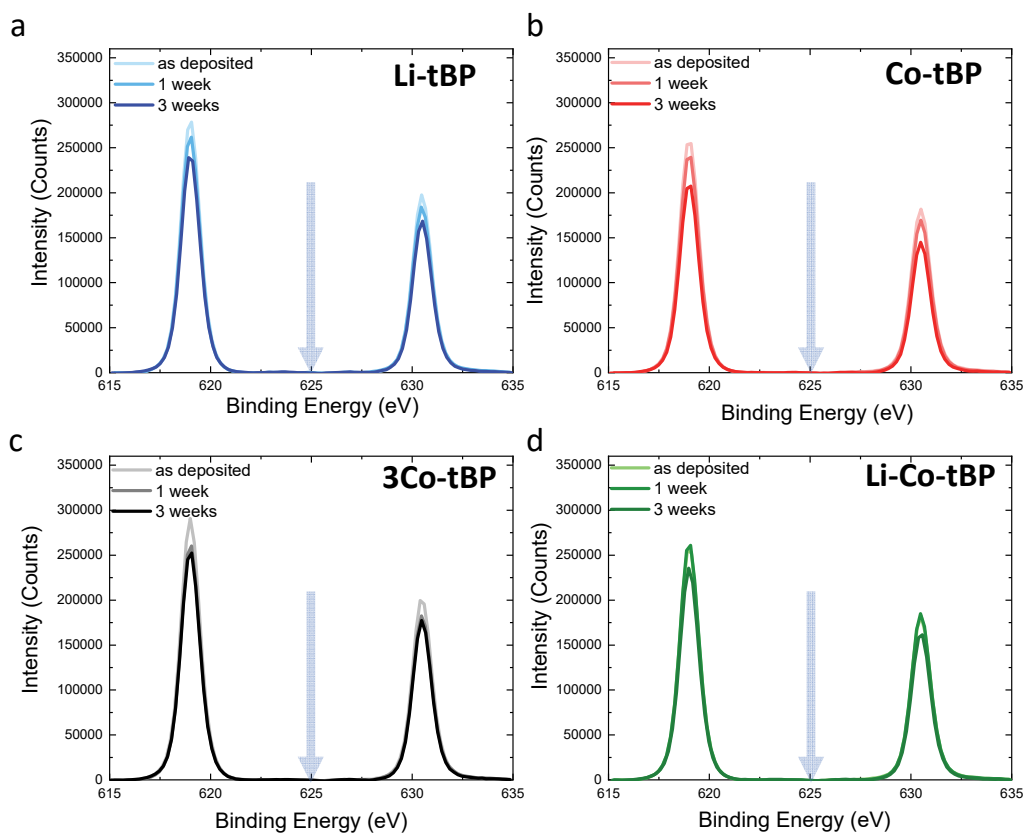 a
350000
300000
250000
200000
150000
100000
50000
0
Intensity (Counts)
as deposited
1 week
3 weeks
Li-tBP
615 620 625 630 635
Binding Energy (eV)
b
350000
300000
250000
200000
150000
100000
50000
0
Intensity (Counts)
as deposited
1 week
3 weeks
Co-tBP
615 620 625 630 635
Binding Energy (eV)
c
350000
300000
250000
200000
150000
100000
50000
0
Intensity (Counts)
as deposited
1 week
3 weeks
3Co-tBP
615 620 625 630 635
Binding Energy (eV)
d
350000
300000
250000
200000
150000
100000
50000
0
Intensity (Counts)
as deposited
1 week
3 weeks
Li-Co-tBP
615 620 625 630 635
Binding Energy (eV)